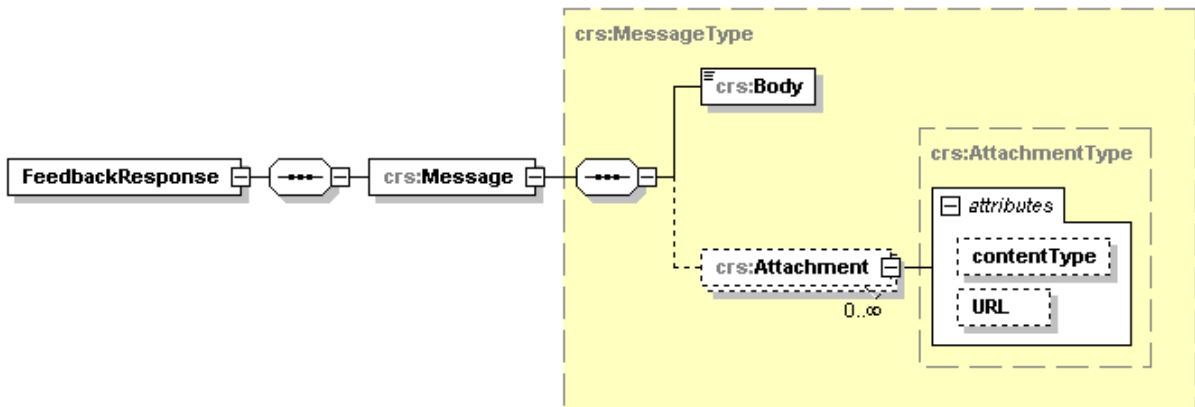 crs:MessageType
crs:Body
crs:AttachmentType
FeedbackResponse
crs:Message
attributes
contentType
crs:Attachment
0..∞
URL